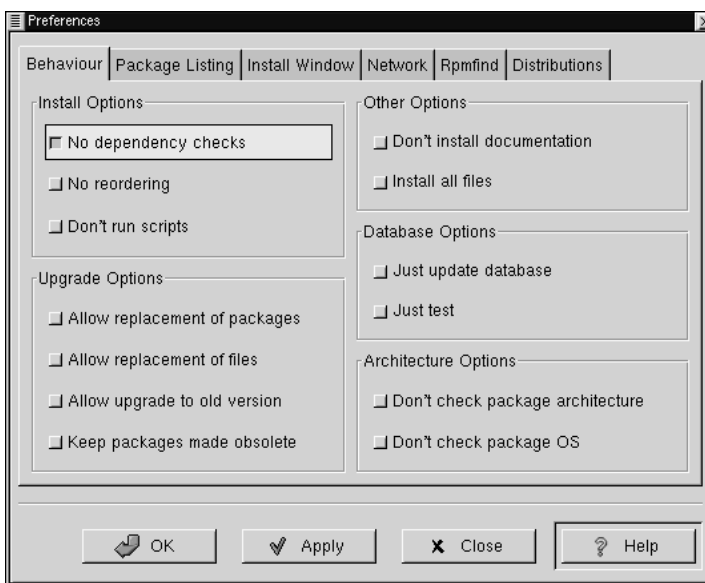 Preferences
Behaviour
Package Listing
Install Window
Network
Rpmfind
Distributions
Install Options
No dependency checks
No reordering
Don't run scripts
Upgrade Options
Allow replacement of packages
Allow replacement of files
Allow upgrade to old version
Keep packages made obsolete
Other Options
Don't install documentation
Install all files
Database Options
Just update database
Just test
Architecture Options
Don't check package architecture
Don't check package OS
OK
Apply
Close
Help